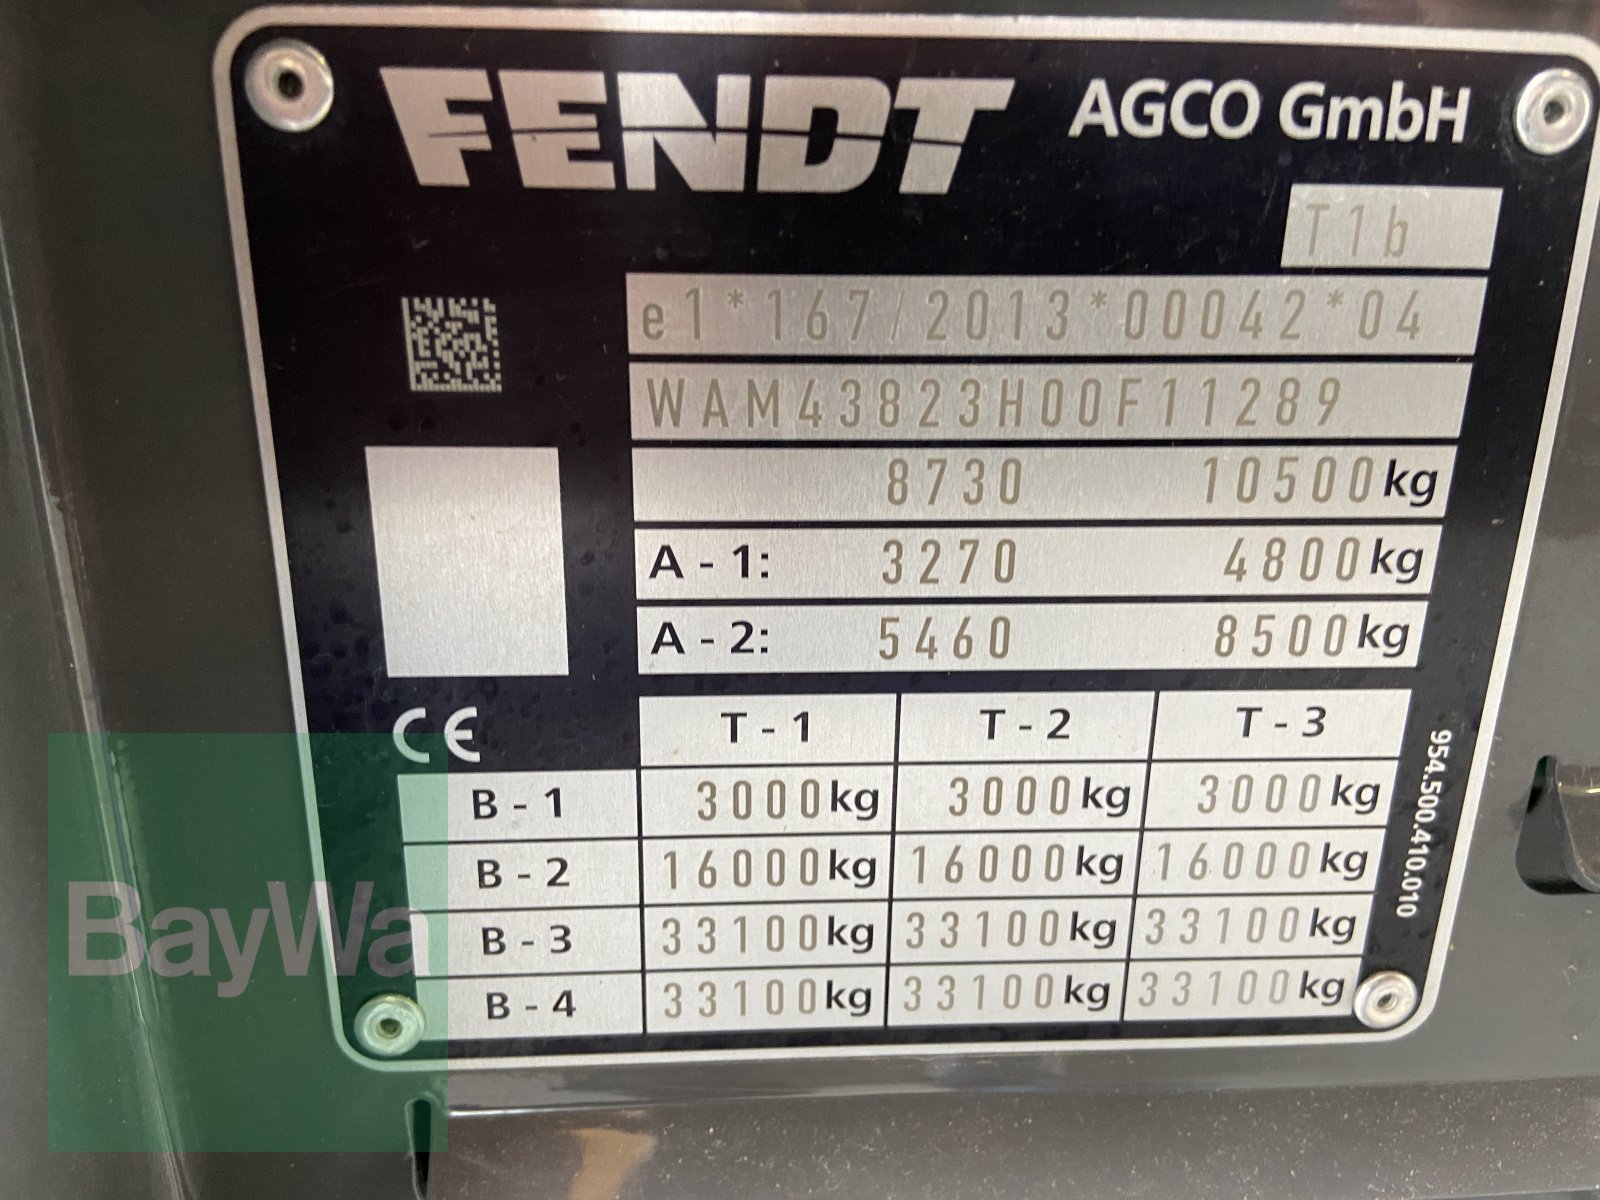 FENDT AGCO GmbH
T1b
e1*167/2013*00042*04
WAM43823H00F11289
8730 10500kg
A - 1: 3270 4800kg
A - 2: 5460 8500kg
CE T - 1 T - 2 T - 3
B - 1 3000kg 3000kg 3000kg
B - 2 16000kg 16000kg 16000kg
B - 3 33100kg 33100kg 33100kg
B - 4 33100kg 33100kg 33100kg
954.500.410.010
BayWa